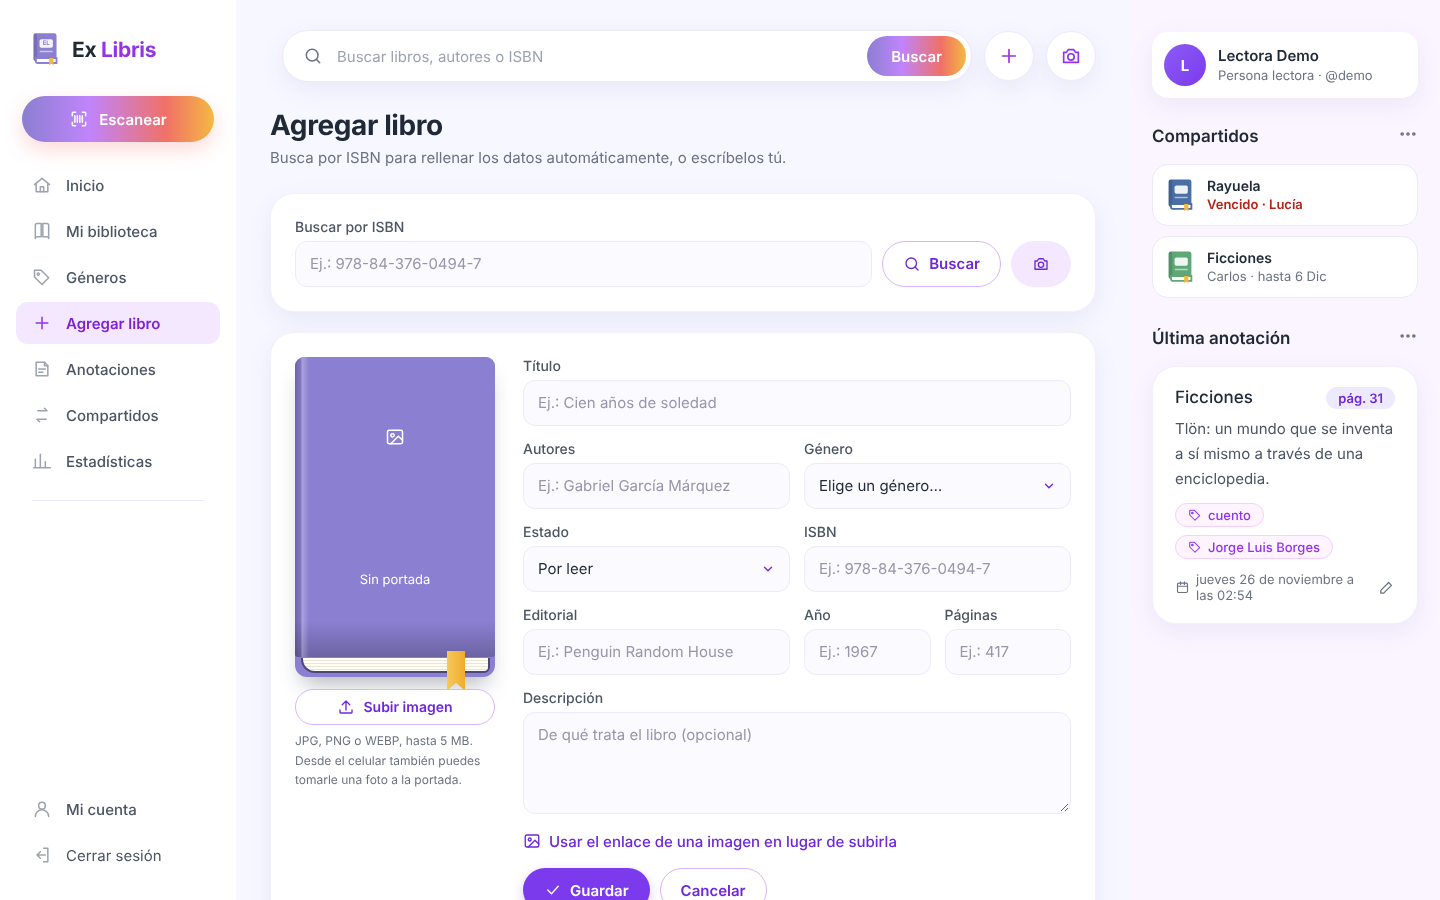 Ex Libris
Escanear
Inicio
Mi biblioteca
Géneros
Agregar libro
Anotaciones
Compartidos
Estadísticas
Mi cuenta
Cerrar sesión
Buscar libros, autores o ISBN
Buscar
Agregar libro
Busca por ISBN para rellenar los datos automáticamente, o escríbelos tú.
Buscar por ISBN
Ej.: 978-84-376-0494-7
Buscar
Sin portada
Subir imagen
JPG, PNG o WEBP, hasta 5 MB.
Desde el celular también puedes
tomarle una foto a la portada.
Título
Ej.: Cien años de soledad
Autores
Ej.: Gabriel García Márquez
Género
Elige un género...
Estado
Por leer
ISBN
Ej.: 978-84-376-0494-7
Editorial
Ej.: Penguin Random House
Año
Ej.: 1967
Páginas
Ej.: 417
Descripción
De qué trata el libro (opcional)
Usar el enlace de una imagen en lugar de subirla
Guardar
Cancelar
L
Lectora Demo
Persona lectora · @demo
Compartidos
Rayuela
Vencido · Lucía
Ficciones
Carlos · hasta 6 Dic
Última anotación
Ficciones
pág. 31
Tlön: un mundo que se inventa
a sí mismo a través de una
enciclopedia.
cuento
Jorge Luis Borges
jueves 26 de noviembre a
las 02:54